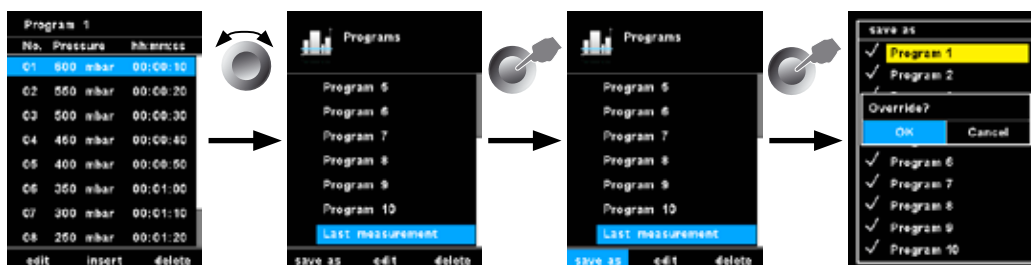 Program 1
No. Pressure hh:mm:ss
01 600 mbar 00:00:10
02 550 mbar 00:00:20
03 500 mbar 00:00:30
04 450 mbar 00:00:40
05 400 mbar 00:00:50
06 350 mbar 00:01:00
07 300 mbar 00:01:10
08 250 mbar 00:01:20
edit insert delete
Programs
Program 5
Program 6
Program 7
Program 8
Program 9
Program 10
Last measurement
save as edit delete
Programs
Program 5
Program 6
Program 7
Program 8
Program 9
Program 10
Last measurement
save as edit delete
save as
Program 1
Program 2
Override?
OK Cancel
Program 6
Program 7
Program 8
Program 9
Program 10